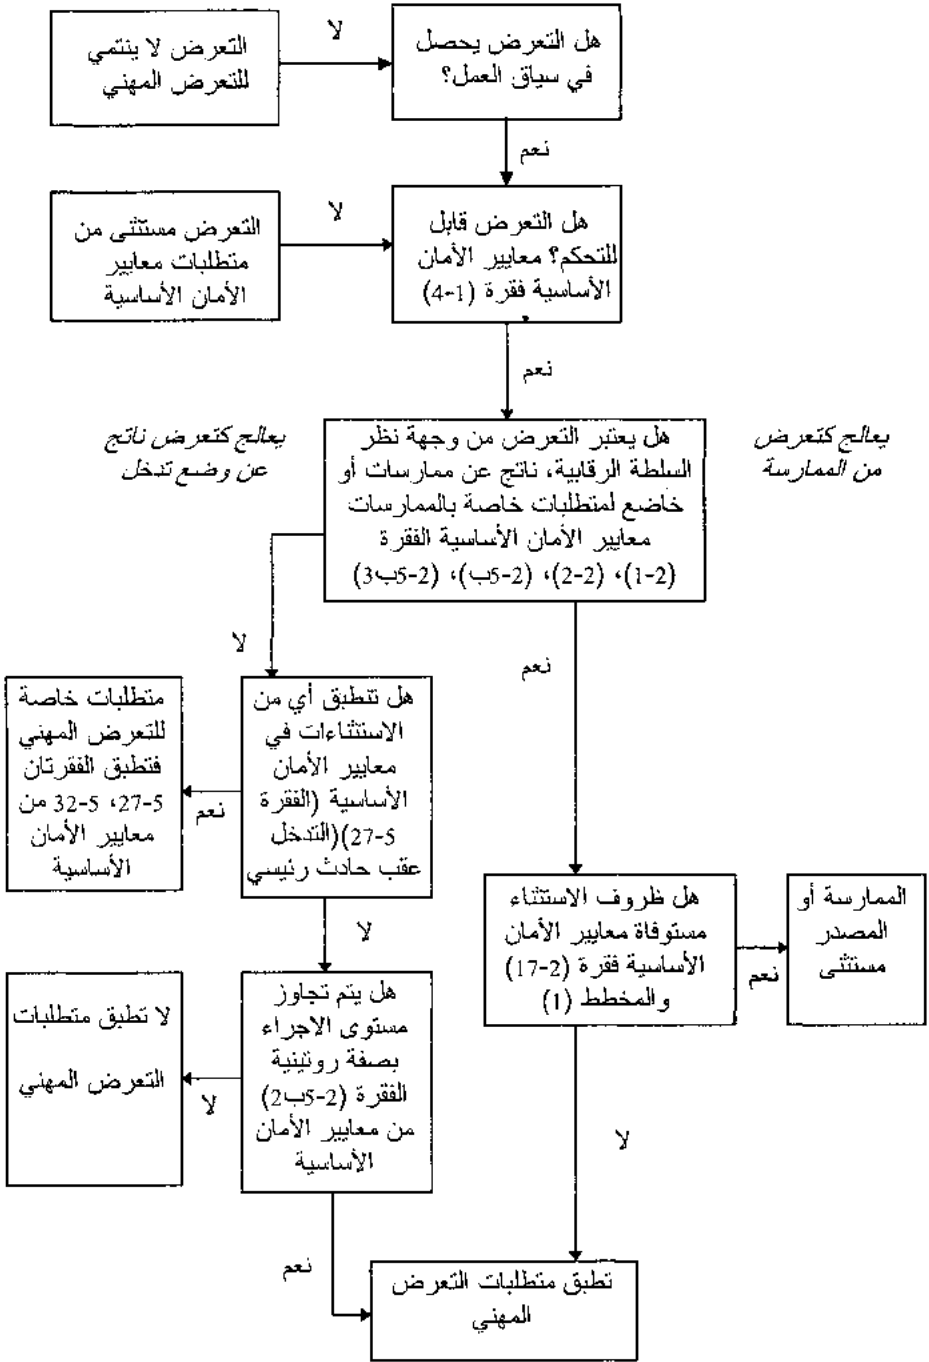 هل التعرض يحصل
في سياق العمل؟
لا
التعرض لا ينتمي
للتعرض المهني
نعم
هل التعرض قابل
للتحكم؟ معايير الأمان
الأساسية فقرة (1-4)
لا
التعرض مستثنى من
متطلبات معايير
الأمان الأساسية
نعم
يعالج كتعرض
من الممارسة
هل يعتبر التعرض من وجهة نظر
السلطة الرقابية، ناتج عن ممارسات أو
خاضع لمتطلبات خاصة بالممارسات
معايير الأمان الأساسية الفقرة
(2-1)، (2-2)، (2-5ب)، (2-5ب3)
يعالج كتعرض ناتج
عن وضع تدخل
لا
نعم
هل تنطبق أي من
الاستثناءات في
معايير الأمان
الأساسية (الفقرة
5-27)(التدخل
عقب حادث رئيسي
نعم
متطلبات خاصة
للتعرض المهني
فتطبق الفقرتان
5-27، 5-32 من
معايير الأمان
الأساسية
لا
هل ظروف الاستثناء
مستوفاة معايير الأمان
الأساسية فقرة (2-17)
والمخطط (1)
نعم
الممارسة أو
المصدر
مستثنى
هل يتم تجاوز
مستوى الاجراء
بصفة روتينية
الفقرة (2-5ب2)
من معايير الأمان
الأساسية
لا
لا تطبق متطلبات
التعرض المهني
لا
نعم
تطبق متطلبات التعرض
المهني